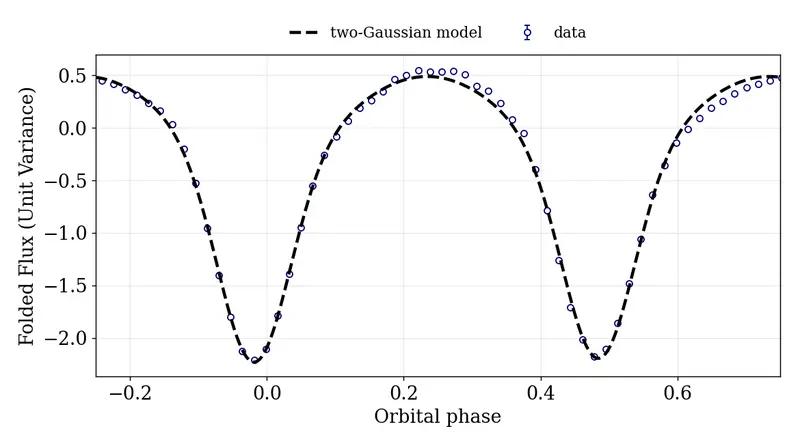 two-Gaussian model data
Folded Flux (Unit Variance)
0.5
0.0
−0.5
−1.0
−1.5
−2.0
−0.2 0.0 0.2 0.4 0.6
Orbital phase